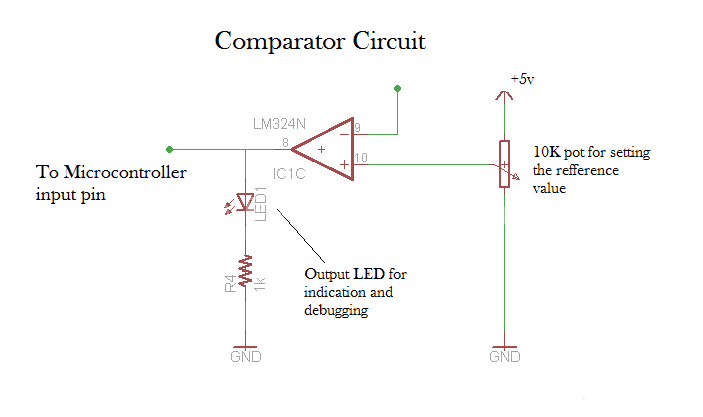 Comparator Circuit
+5v
LM324N
9
8
−
+
+
10
IC1C
10K pot for setting
the refference
value
To Microcontroller
input pin
LED1
Output LED for
indication and
debugging
R4
1k
GND
GND